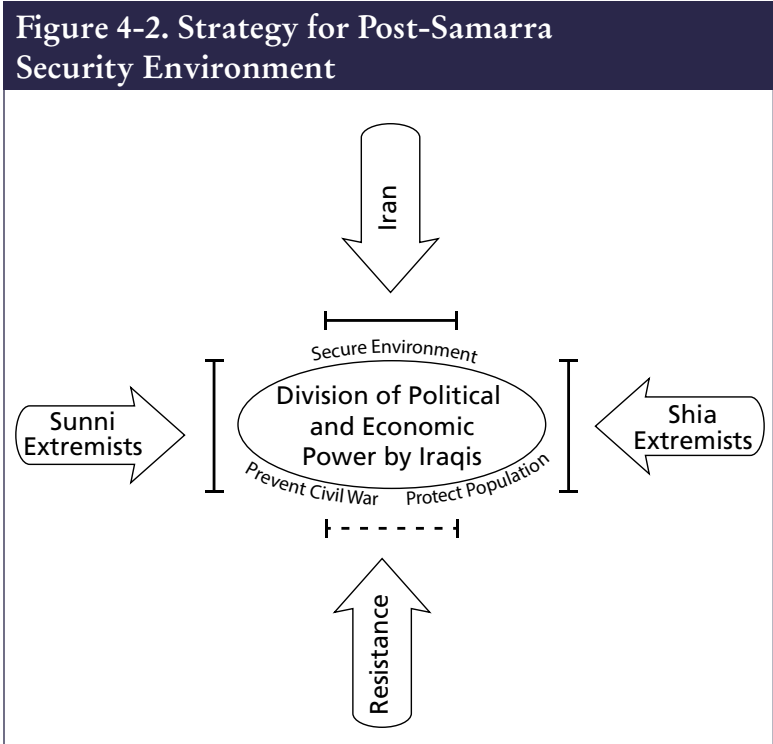 Figure 4-2. Strategy for Post-Samarra
Security Environment
Iran
Secure Environment
Division of Political
and Economic
Power by Iraqis
Sunni
Extremists
Shia
Extremists
Prevent Civil War
Protect Population
Resistance